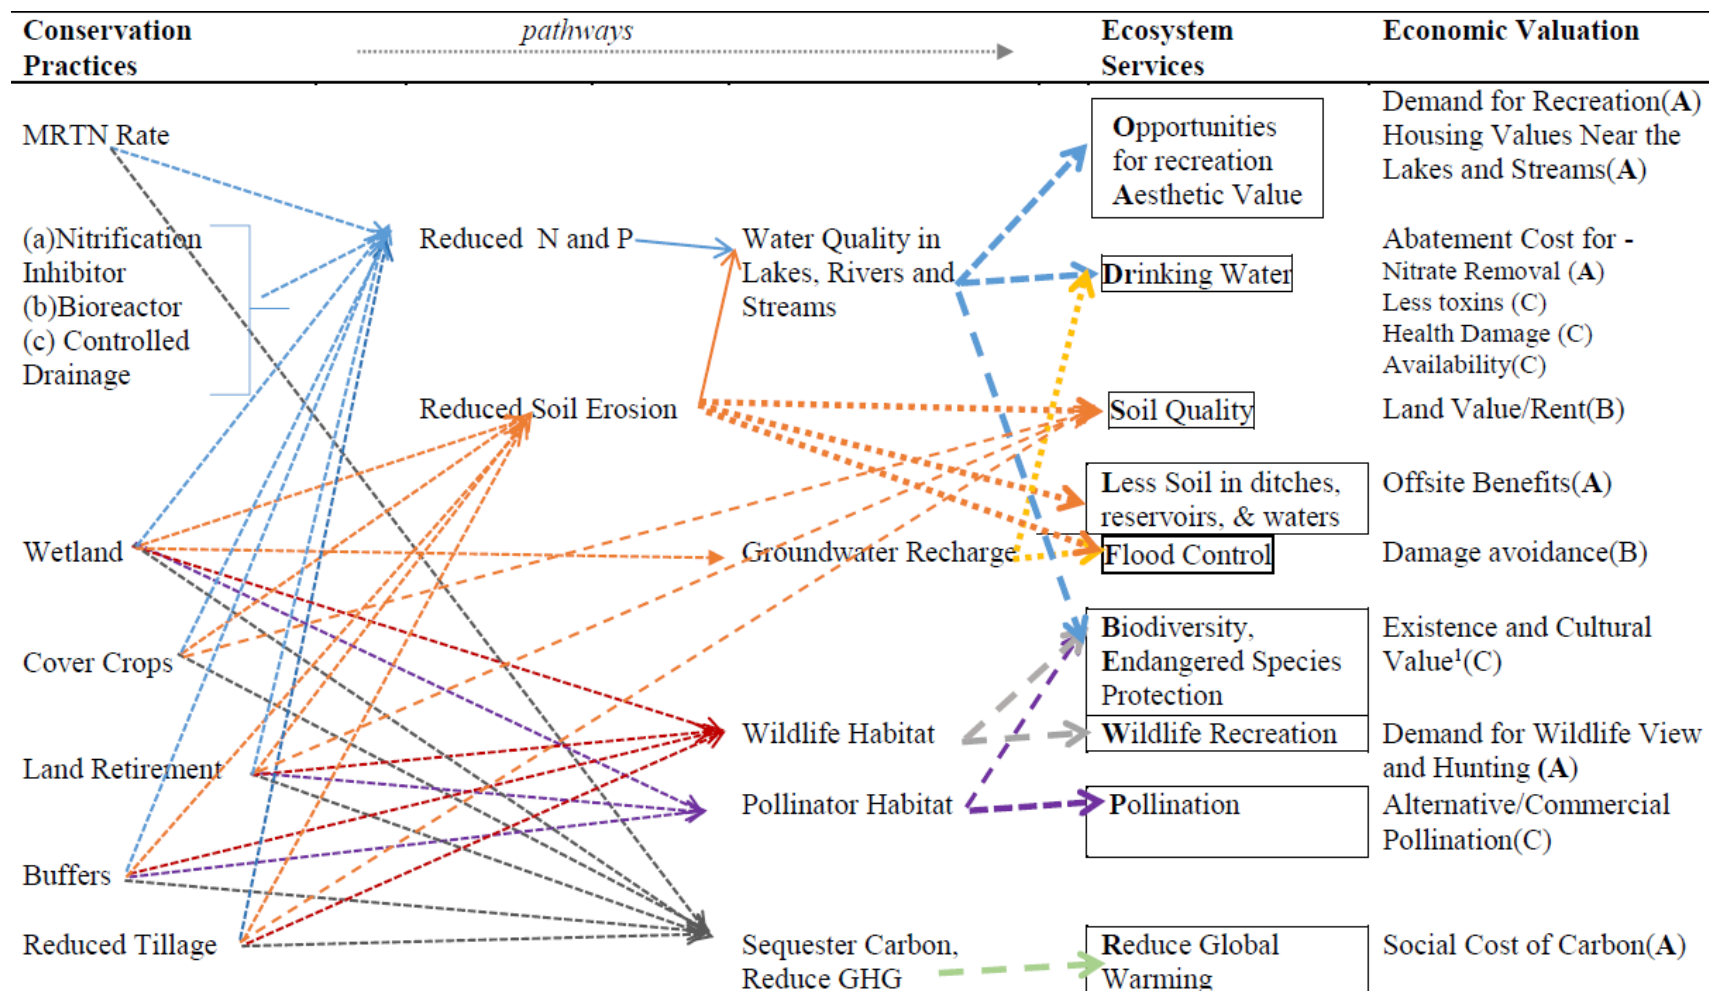 Conservation
Practices
pathways
Ecosystem
Services
Economic Valuation
MRTN Rate
(a)Nitrification
Inhibitor
(b)Bioreactor
(c) Controlled
Drainage
Wetland
Cover Crops
Land Retirement
Buffers
Reduced Tillage
Reduced N and P
Reduced Soil Erosion
Water Quality in
Lakes, Rivers and
Streams
Groundwater Recharge
Wildlife Habitat
Pollinator Habitat
Sequester Carbon,
Reduce GHG
Opportunities
for recreation
Aesthetic Value
Drinking Water
Soil Quality
Less Soil in ditches,
reservoirs, & waters
Flood Control
Biodiversity,
Endangered Species
Protection
Wildlife Recreation
Pollination
Reduce Global
Warming
Demand for Recreation(A)
Housing Values Near the
Lakes and Streams(A)
Abatement Cost for -
Nitrate Removal (A)
Less toxins (C)
Health Damage (C)
Availability(C)
Land Value/Rent(B)
Offsite Benefits(A)
Damage avoidance(B)
Existence and Cultural
Value¹(C)
Demand for Wildlife View
and Hunting (A)
Alternative/Commercial
Pollination(C)
Social Cost of Carbon(A)